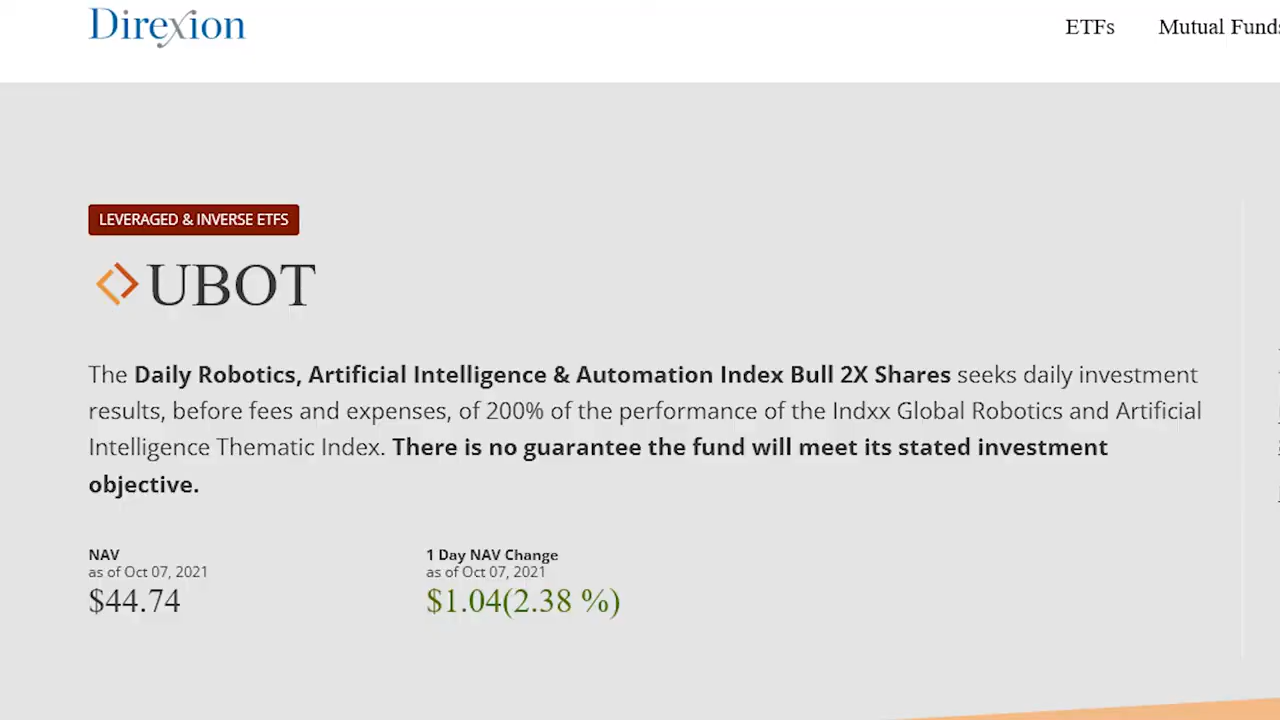 Direxion
ETFs Mutual Funds
LEVERAGED & INVERSE ETFS
UBOT
The Daily Robotics, Artificial Intelligence & Automation Index Bull 2X Shares seeks daily investment
results, before fees and expenses, of 200% of the performance of the Indxx Global Robotics and Artificial
Intelligence Thematic Index. There is no guarantee the fund will meet its stated investment
objective.
NAV 1 Day NAV Change
as of Oct 07, 2021 as of Oct 07, 2021
$44.74 $1.04(2.38 %)